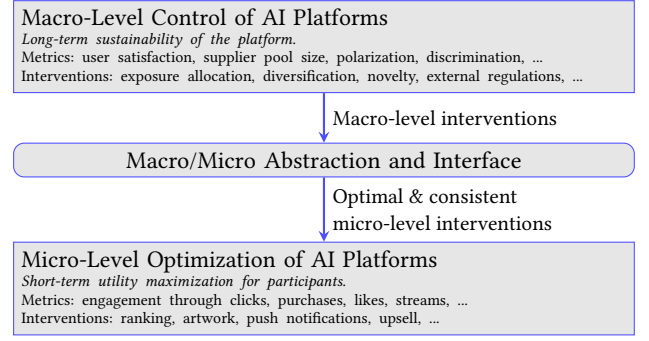 Macro-Level Control of AI Platforms
Long-term sustainability of the platform.
Metrics: user satisfaction, supplier pool size, polarization, discrimination, ...
Interventions: exposure allocation, diversification, novelty, external regulations, ...
Macro-level interventions
Macro/Micro Abstraction and Interface
Optimal & consistent
micro-level interventions
Micro-Level Optimization of AI Platforms
Short-term utility maximization for participants.
Metrics: engagement through clicks, purchases, likes, streams, ...
Interventions: ranking, artwork, push notifications, upsell, ...